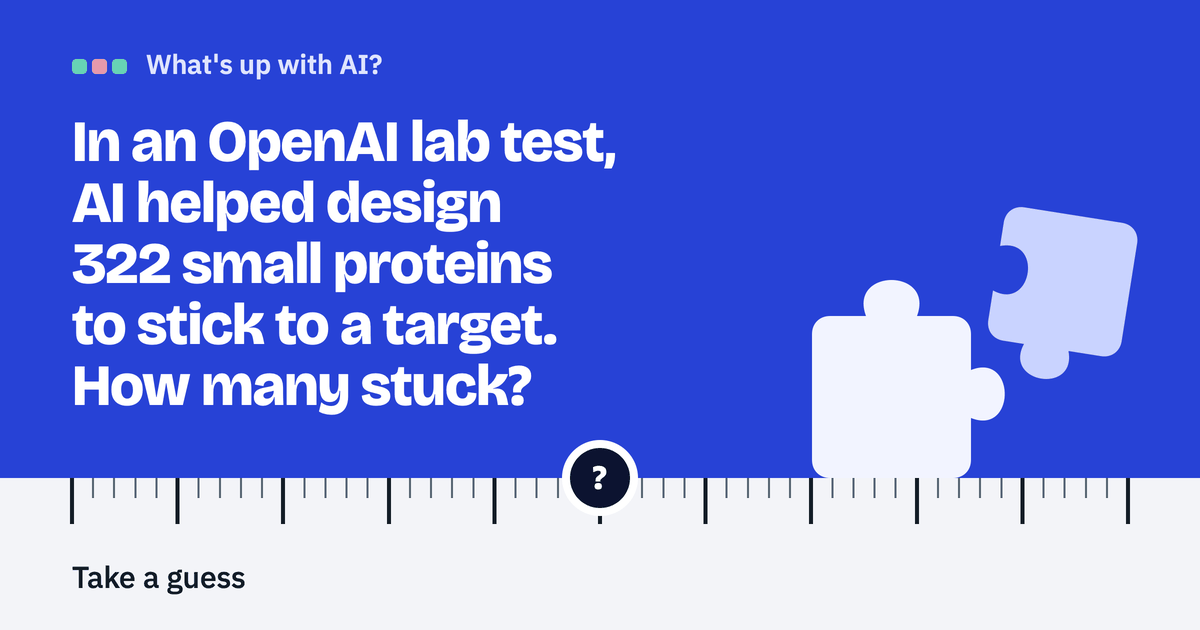 What's up with AI?
In an OpenAI lab test,
AI helped design
322 small proteins
to stick to a target.
How many stuck?
?
Take a guess